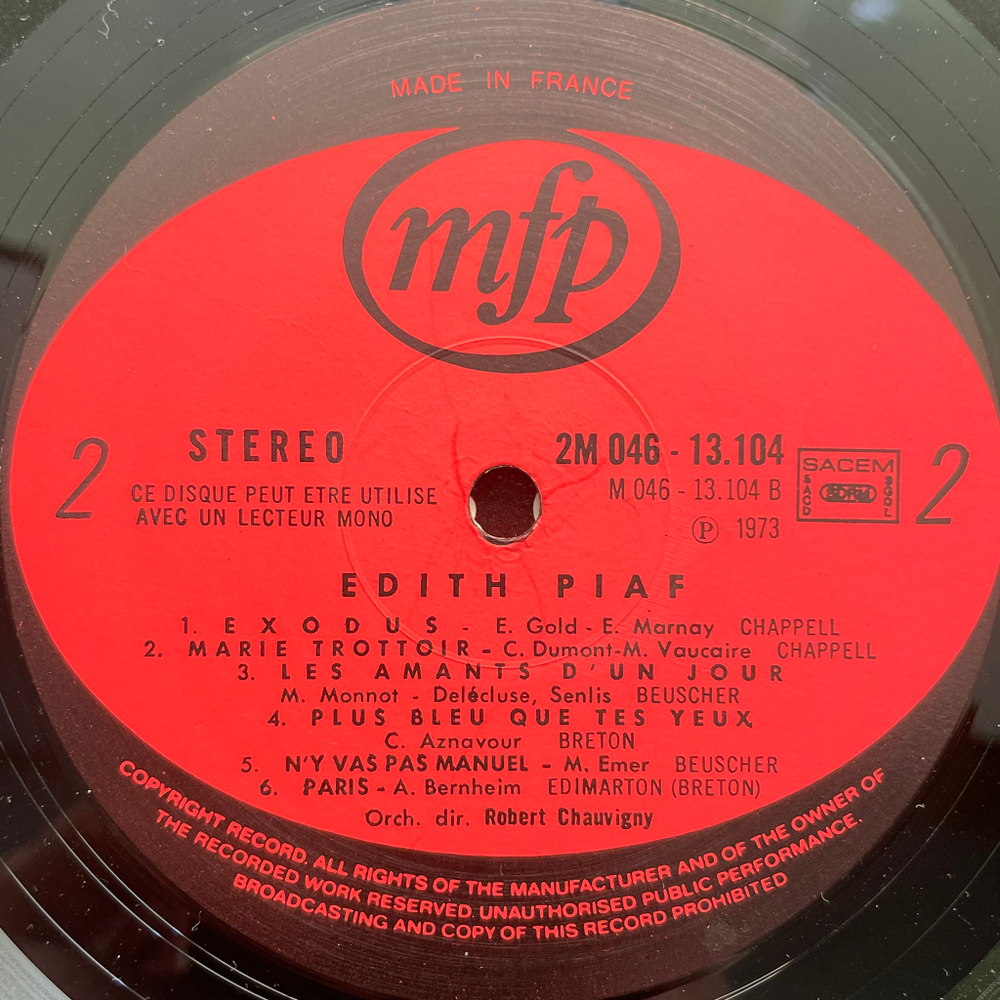 MADE IN FRANCE
mfp
2
STEREO
CE DISQUE PEUT ETRE UTILISE
AVEC UN LECTEUR MONO
2M 046 - 13.104
M 046 - 13.104 B
Ⓟ 1973
SACEM
SACD
SDRM
SGDL
2
EDITH PIAF
1. EXODUS - E. Gold - E. Marnay CHAPPELL
2. MARIE TROTTOIR - C. Dumont-M. Vaucaire CHAPPELL
3. LES AMANTS D'UN JOUR
M. Monnot - Delécluse, Senlis BEUSCHER
4. PLUS BLEU QUE TES YEUX
C. Aznavour BRETON
5. N'Y VAS PAS MANUEL - M. Emer BEUSCHER
6. PARIS - A. Bernheim EDIMARTON (BRETON)
Orch. dir. Robert Chauvigny
COPYRIGHT RECORD. ALL RIGHTS OF THE MANUFACTURER AND OF THE OWNER OF
THE RECORDED WORK RESERVED. UNAUTHORISED PUBLIC PERFORMANCE.
BROADCASTING AND COPY OF THIS RECORD PROHIBITED